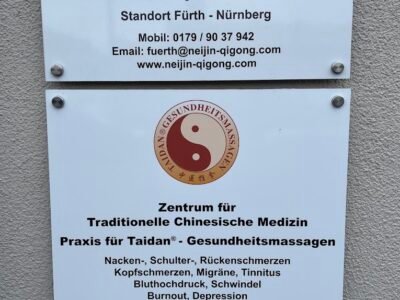 Standort Fürth - Nürnberg
Mobil: 0179 / 90 37 942
Email: fuerth@neijin-qigong.com
www.neijin-qigong.com
TAIDAN® GESUNDHEITSMASSAGEN
Zentrum für
Traditionelle Chinesische Medizin
Praxis für Taidan® - Gesundheitsmassagen
Nacken-, Schulter-, Rückenschmerzen
Kopfschmerzen, Migräne, Tinnitus
Bluthochdruck, Schwindel
Burnout, Depression